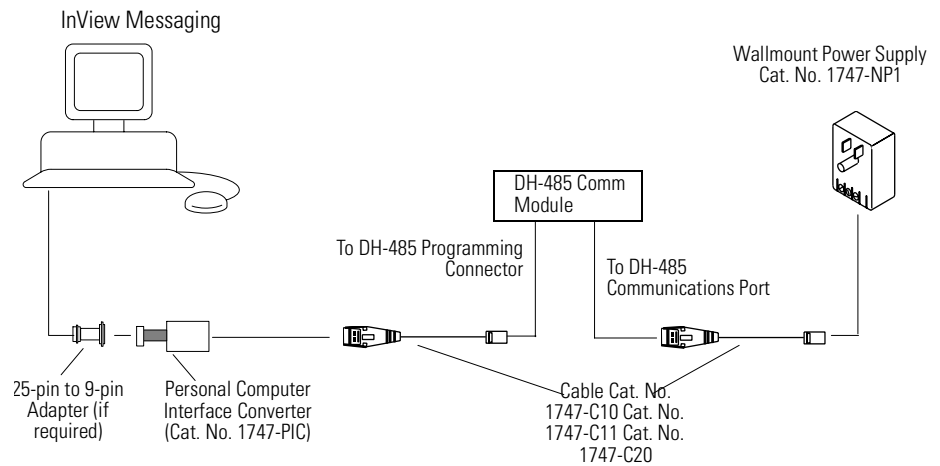 InView Messaging
Wallmount Power Supply
Cat. No. 1747-NP1
DH-485 Comm
Module
To DH-485 Programming
Connector
To DH-485
Communications Port
25-pin to 9-pin
Adapter (if
required)
Personal Computer
Interface Converter
(Cat. No. 1747-PIC)
Cable Cat. No.
1747-C10 Cat. No.
1747-C11 Cat. No.
1747-C20